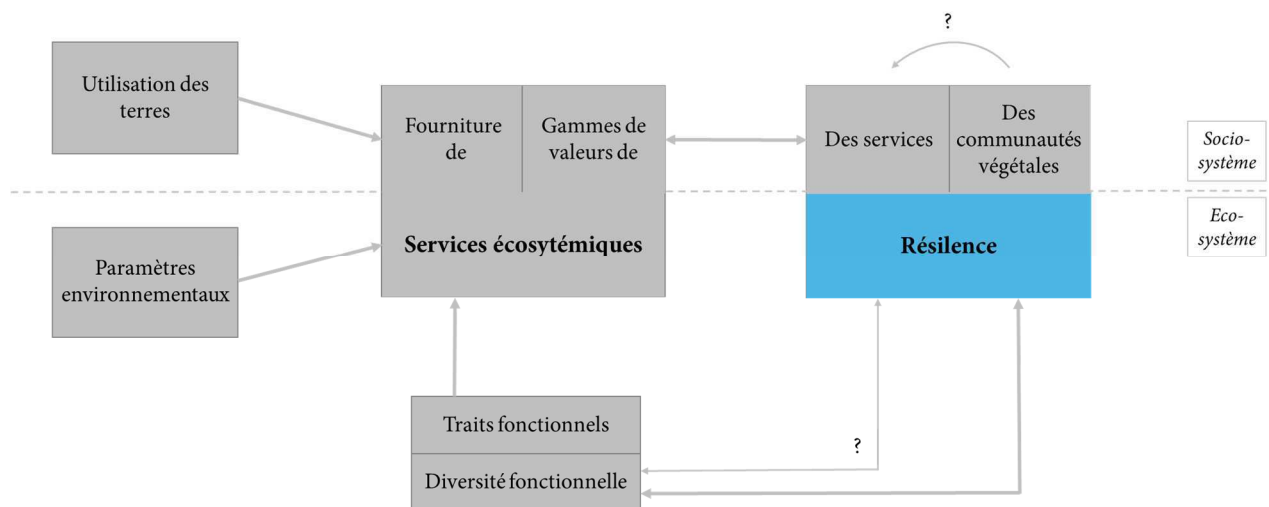 ?
Utilisation des
terres
Fourniture
de
Gammes de
valeurs de
Des services
Des
communautés
végétales
Socio-
système
Paramètres
environnementaux
Services écosytémiques
Résilence
Eco-
système
Traits fonctionnels
?
Diversité fonctionnelle